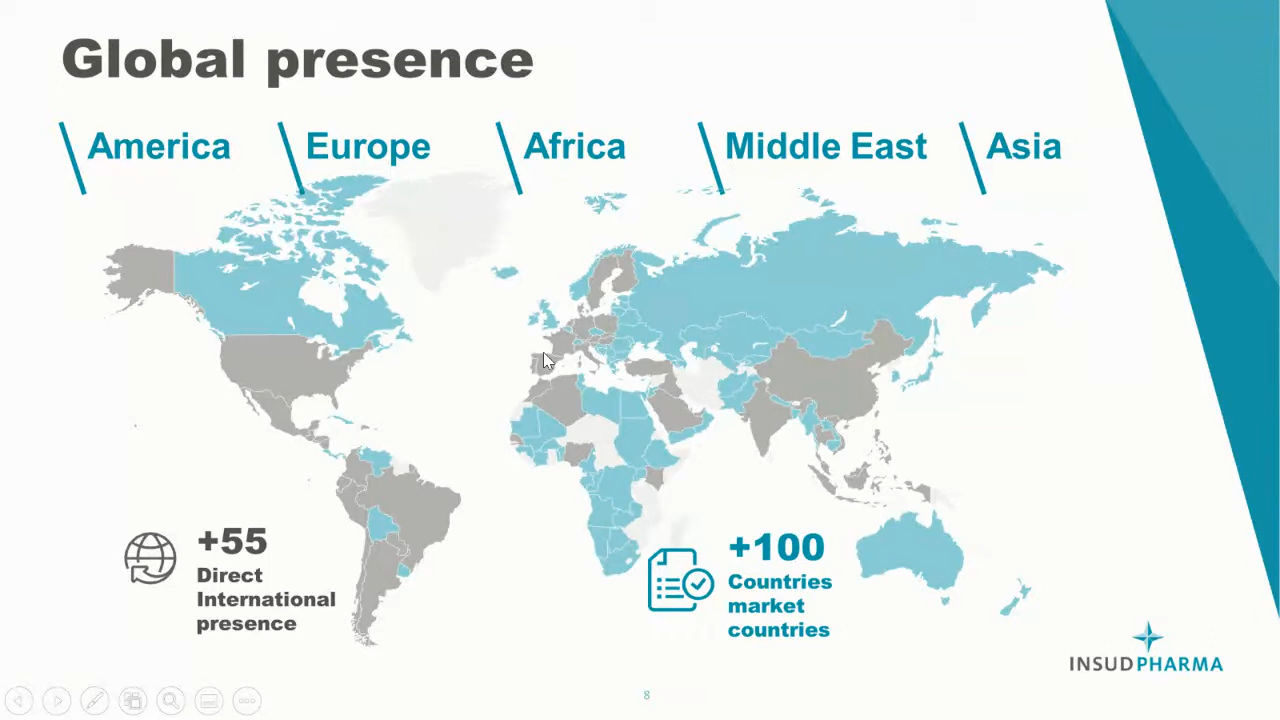 Global presence
America
Europe
Africa
Middle East
Asia
+55
Direct
International
presence
+100
Countries
market
countries
INSUDPHARMA
8